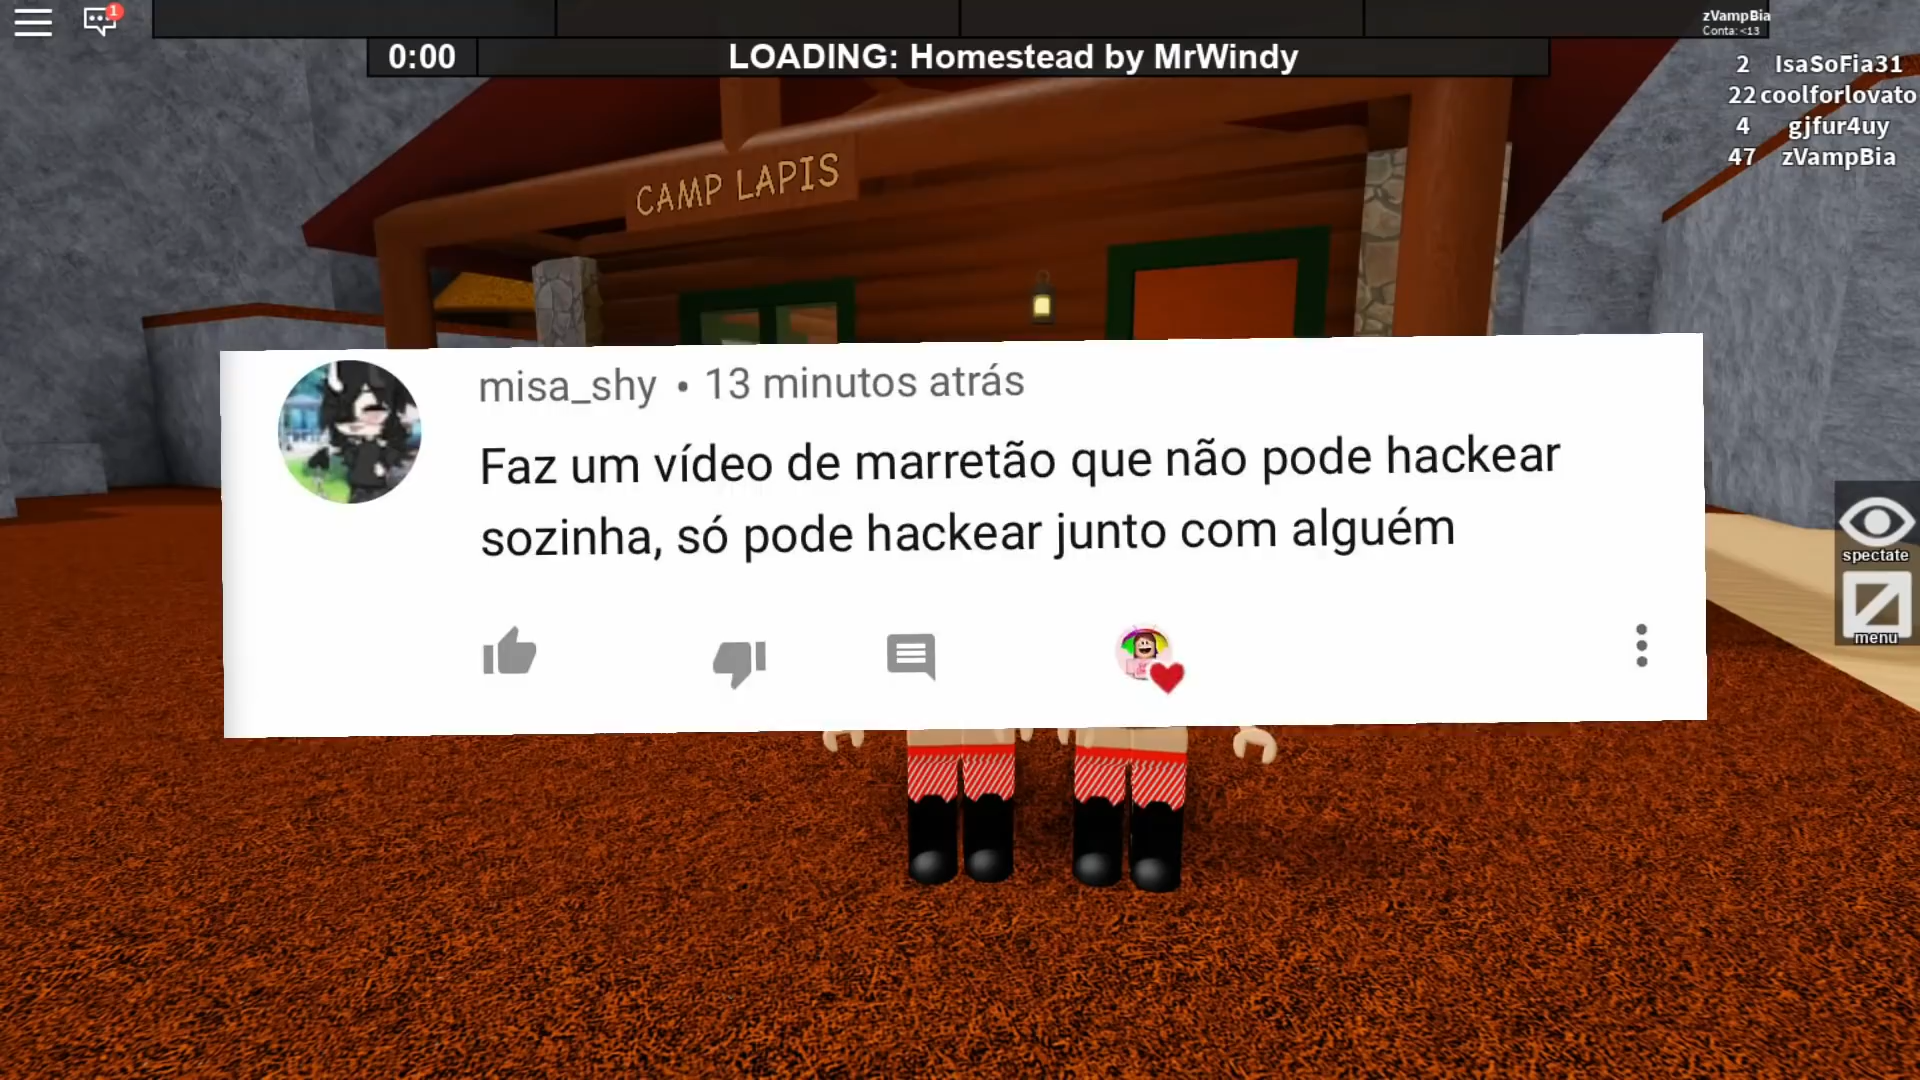 1
zVampBia
Conta: <13
0:00
LOADING: Homestead by MrWindy
2 IsaSoFia31
22 coolforlovato
4 gjfur4uy
47 zVampBia
CAMP LAPIS
misa_shy • 13 minutos atrás
Faz um vídeo de marretão que não pode hackear
sozinha, só pode hackear junto com alguém
spectate
menu